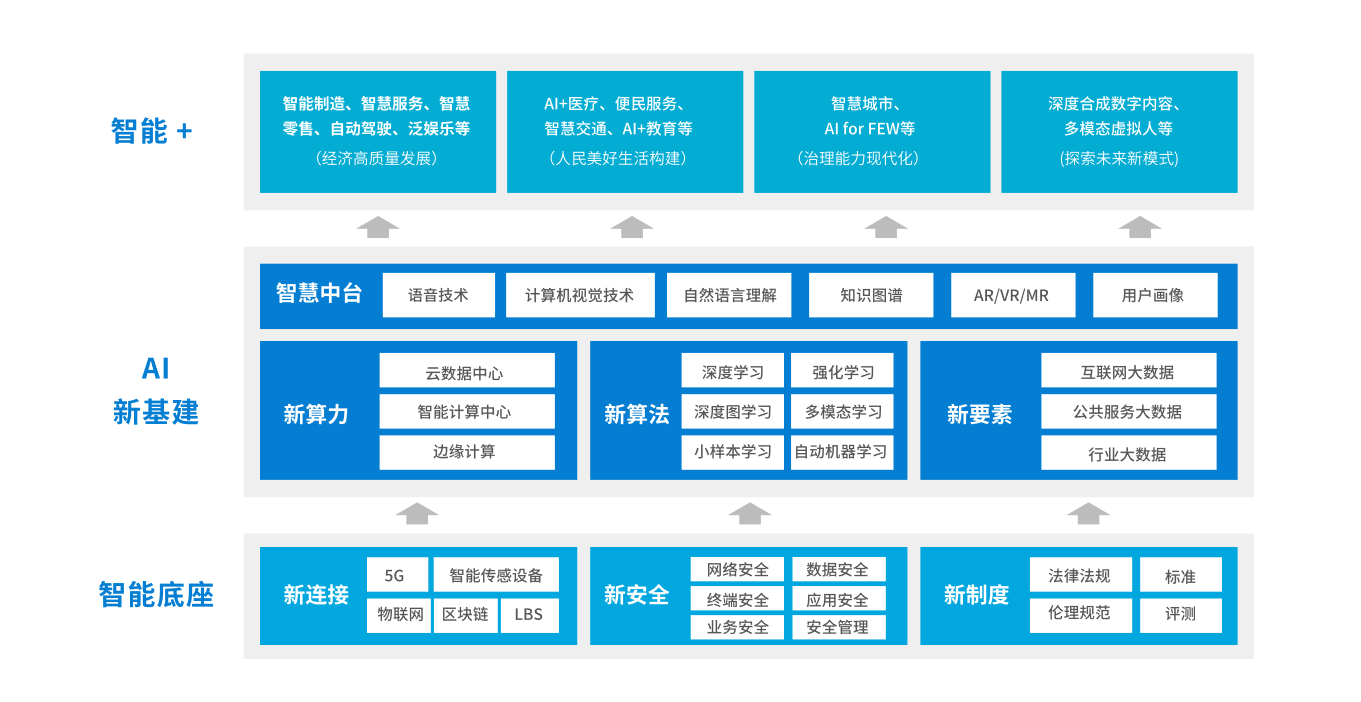 智能 +
智能制造、智慧服务、智慧
零售、自动驾驶、泛娱乐等
（经济高质量发展）
AI+医疗、便民服务、
智慧交通、AI+教育等
（人民美好生活构建）
智慧城市、
AI for FEW等
（治理能力现代化）
深度合成数字内容、
多模态虚拟人等
(探索未来新模式)
AI
新基建
智慧中台
语音技术
计算机视觉技术
自然语言理解
知识图谱
AR/VR/MR
用户画像
新算力
云数据中心
智能计算中心
边缘计算
新算法
深度学习
强化学习
深度图学习
多模态学习
小样本学习
自动机器学习
新要素
互联网大数据
公共服务大数据
行业大数据
智能底座
新连接
5G
智能传感设备
物联网
区块链
LBS
新安全
网络安全
数据安全
终端安全
应用安全
业务安全
安全管理
新制度
法律法规
标准
伦理规范
评测